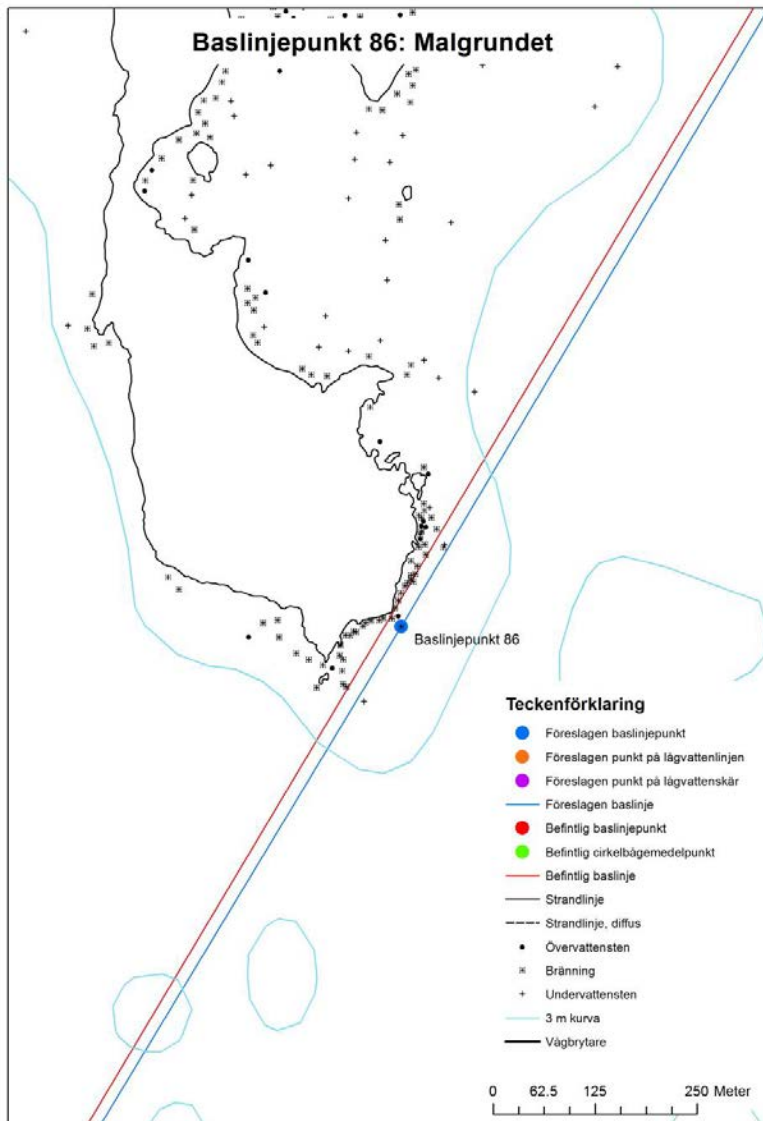 Baslinjepunkt 86: Malgrundet
Baslinjepunkt 86
Teckenförklaring
Föreslagen baslinjepunkt
Föreslagen punkt på lågvattenlinjen
Föreslagen punkt på lågvattenskär
Föreslagen baslinje
Befintlig baslinjepunkt
Befintlig cirkelbågemedelpunkt
Befintlig baslinje
Strandlinje
Strandlinje, diffus
Övervattensten
Bränning
Undervattensten
3 m kurva
Vågbrytare
0 62.5 125 250 Meter